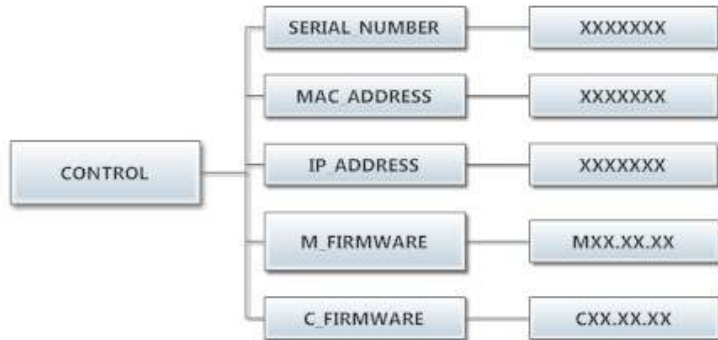 SERIAL_NUMBER
XXXXXXX
MAC_ADDRESS
XXXXXXX
CONTROL
IP_ADDRESS
XXXXXXX
M_FIRMWARE
MXX.XX.XX
C_FIRMWARE
CXX.XX.XX